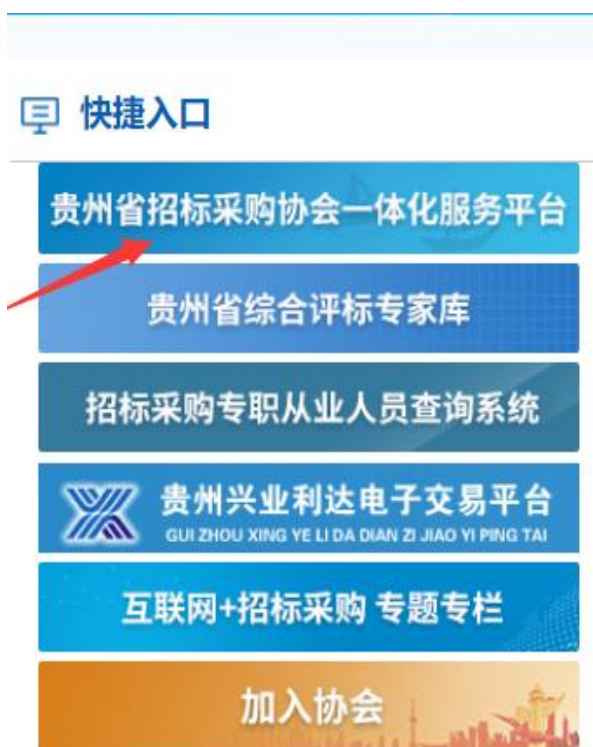 快捷入口
贵州省招标采购协会一体化服务平台
贵州省综合评标专家库
招标采购专职从业人员查询系统
贵州兴业利达电子交易平台
GUI ZHOU XING YE LI DA DIAN ZI JIAO YI PING TAI
互联网+招标采购 专题专栏
加入协会